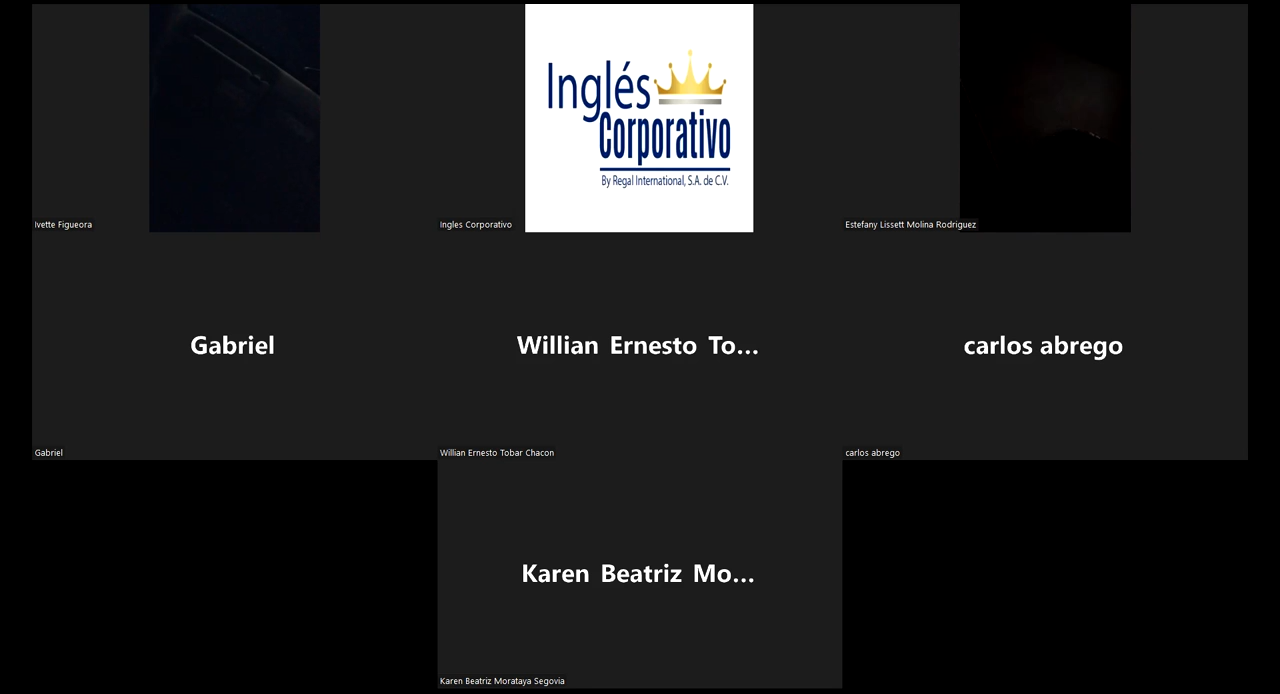 Inglés
Corporativo
By Regal International, S.A. de C.V.
Ivette Figueora
Ingles Corporativo
Estefany Lissett Molina Rodriguez
Gabriel
Willian Ernesto To...
carlos abrego
Gabriel
Willian Ernesto Tobar Chacon
carlos abrego
Karen Beatriz Mo...
Karen Beatriz Morataya Segovia